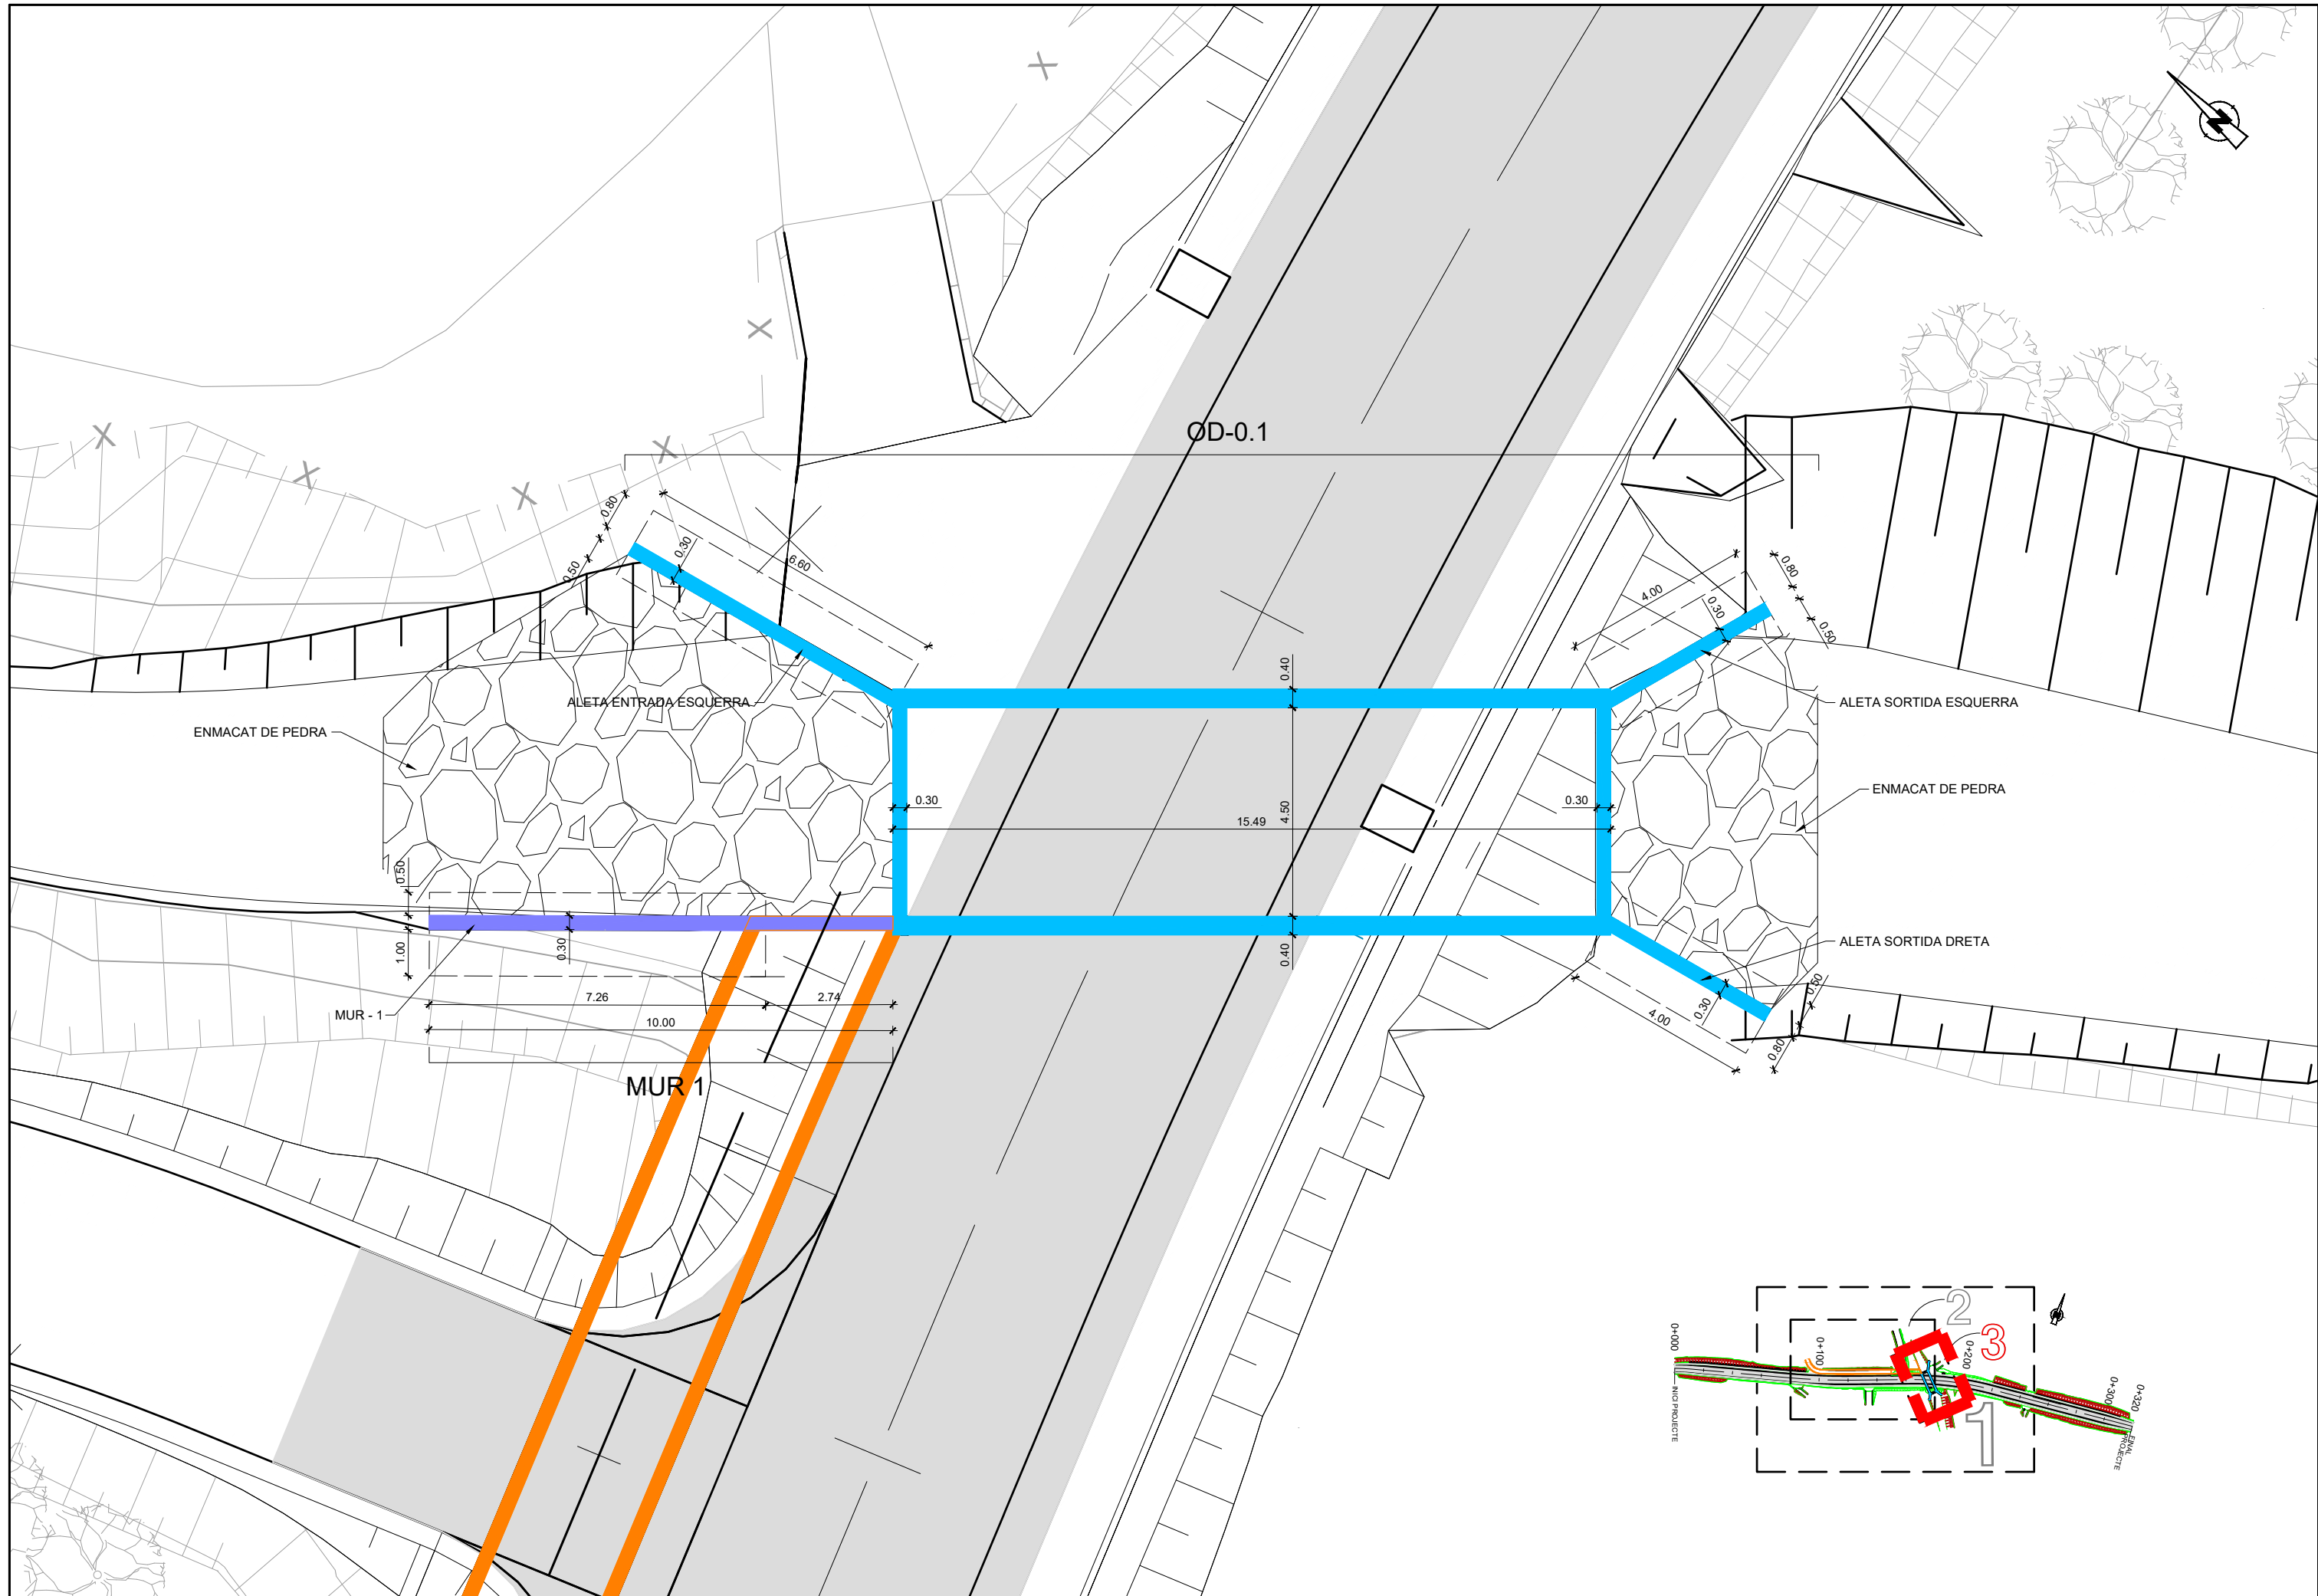 N
X
X
X
X
X
X
OD-0.1
0.80
0.50
0.30
6.60
4.00
0.30
0.80
0.50
0.40
ALETA ENTRADA ESQUERRA
ENMACAT DE PEDRA
ALETA SORTIDA ESQUERRA
ENMACAT DE PEDRA
0.30
0.30
15.49
4.50
0.50
1.00
0.30
0.40
ALETA SORTIDA DRETA
0.50
0.30
4.00
0.80
7.26
2.74
MUR - 1
10.00
MUR 1
2
3
1
0+000
0+100
0+200
0+300
0+320
INICI PROJECTE
FINAL
PROJECTE